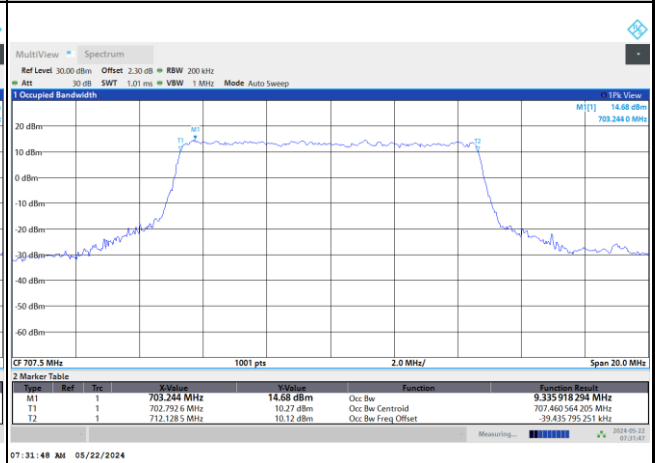 MultiView Spectrum
Ref Level 30.00 dBm Offset 2.30 dB RBW 200 kHz
Att 30 dB SWT 1.01 ms VBW 1 MHz Mode Auto Sweep
1 Occupied Bandwidth 1Pk View
M1[1] 14.68 dBm
703.244 0 MHz
M1
T1 T2
20 dBm
10 dBm
0 dBm
-10 dBm
-20 dBm
-30 dBm
-40 dBm
-50 dBm
-60 dBm
CF 707.5 MHz 1001 pts 2.0 MHz/ Span 20.0 MHz
2 Marker Table
Type Ref Trc X-Value Y-Value Function Function Result
M1 1 703.244 MHz 14.68 dBm Occ Bw 9.335 918 294 MHz
T1 1 702.792 6 MHz 10.27 dBm Occ Bw Centroid 707.460 564 205 MHz
T2 1 712.128 5 MHz 10.12 dBm Occ Bw Freq Offset -39.435 795 251 kHz
Measuring... 2024-05-22
07:31:47
07:31:48 AM 05/22/2024